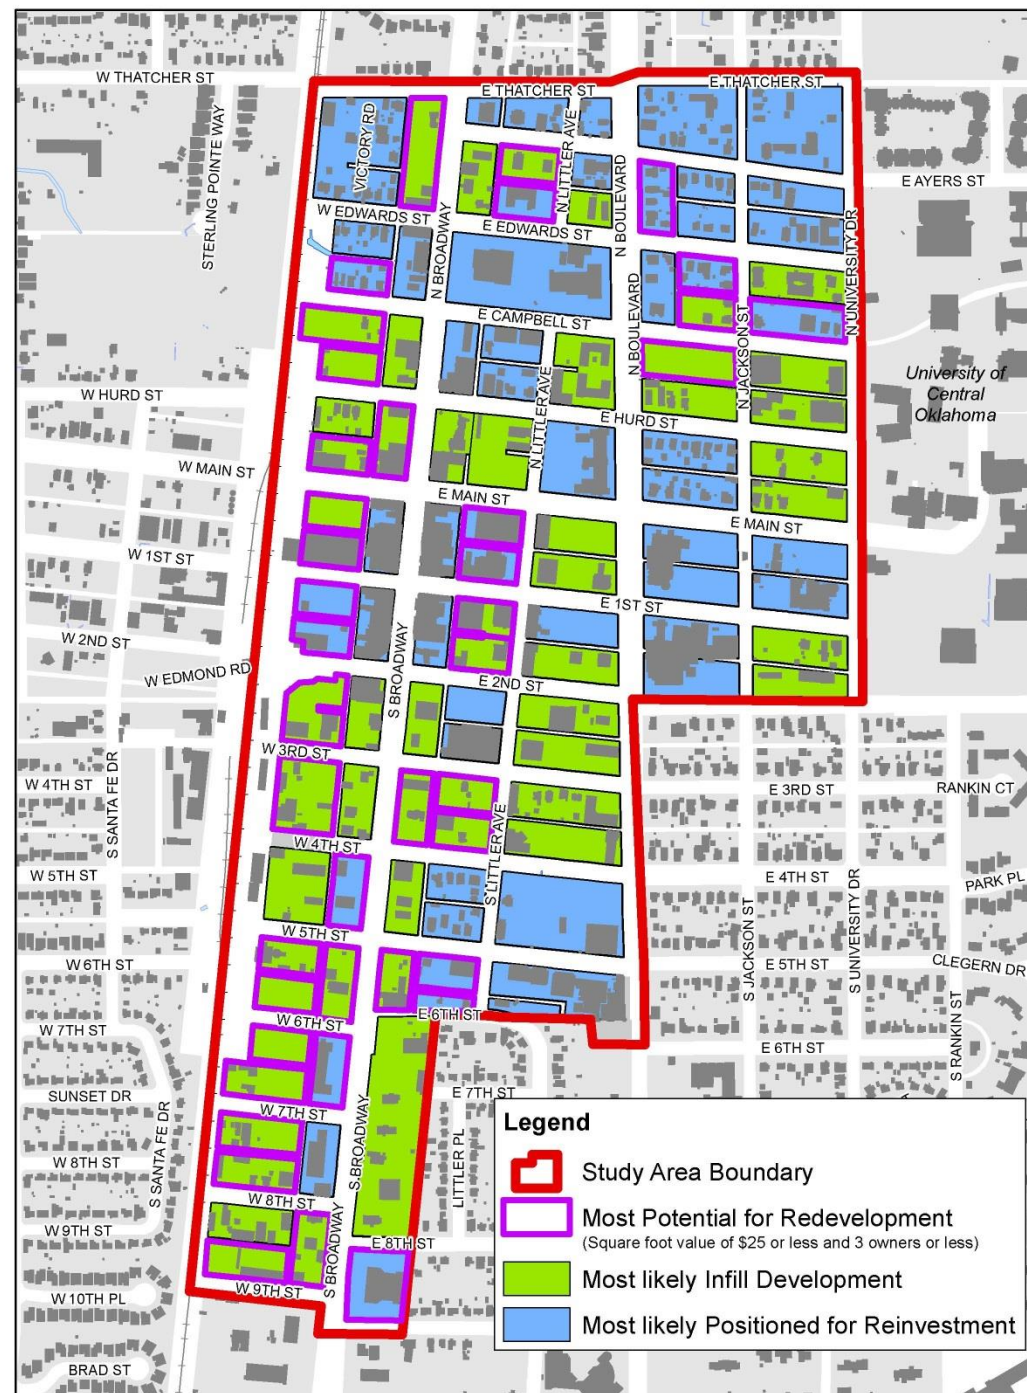 W THATCHER ST
E THATCHER ST
E THATCHER ST
STERLING POINTE WAY
VICTORY RD
N LITTLER AVE
N BOULEVARD
E AYERS ST
W EDWARDS ST
E EDWARDS ST
N BROADWAY
N UNIVERSITY DR
E CAMPBELL ST
N BOULEVARD
N JACKSON ST
University of
Central
Oklahoma
W HURD ST
N LITTLER AVE
E HURD ST
W MAIN ST
E MAIN ST
E MAIN ST
W 1ST ST
E 1ST ST
W 2ND ST
W EDMOND RD
S BROADWAY
E 2ND ST
W 3RD ST
S SANTA FE DR
W 4TH ST
E 3RD ST
RANKIN CT
W 4TH ST
S LITTLER AVE
W 5TH ST
E 4TH ST
PARK PL
S JACKSON ST
S UNIVERSITY DR
W 5TH ST
W 6TH ST
E 5TH ST
CLEGERN DR
W 7TH ST
W 6TH ST
E 6TH ST
E 6TH ST
S RANKIN ST
SUNSET DR
S SANTA FE DR
W 7TH ST
E 7TH ST
S BROADWAY
LITTLER PL
W 8TH ST
W 8TH ST
W 9TH ST
S BROADWAY
E 8TH ST
W 9TH ST
W 10TH PL
BRAD ST
Legend
Study Area Boundary
Most Potential for Redevelopment
(Square foot value of $25 or less and 3 owners or less)
Most likely Infill Development
Most likely Positioned for Reinvestment